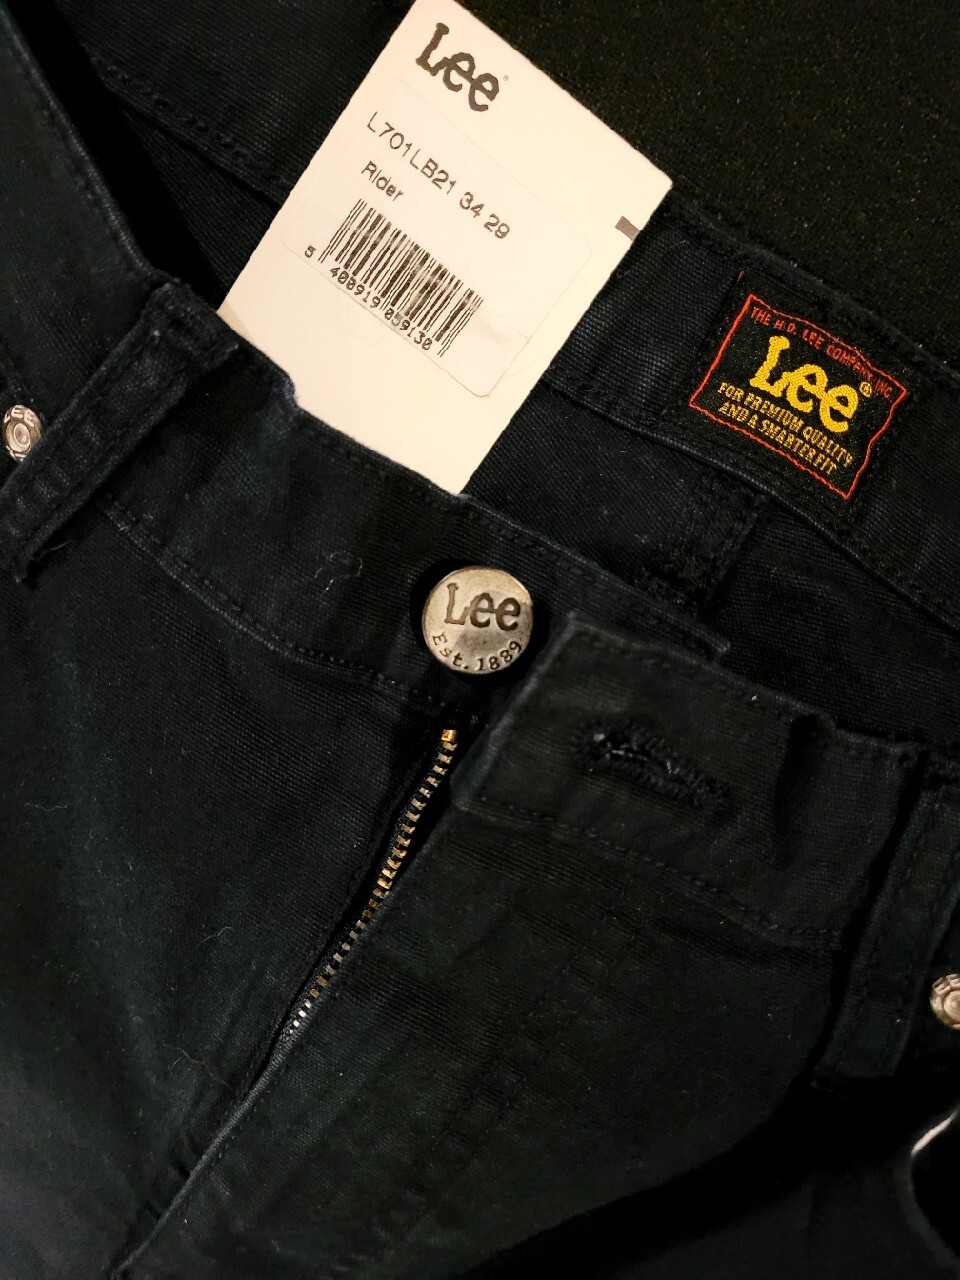 Lee
L701LB21 34 29
Rider
5 400919 059130
THE H.D. LEE COMPANY, INC.
Lee®
FOR PREMIUM QUALITY
AND A SMARTER FIT
Lee
Est. 1889